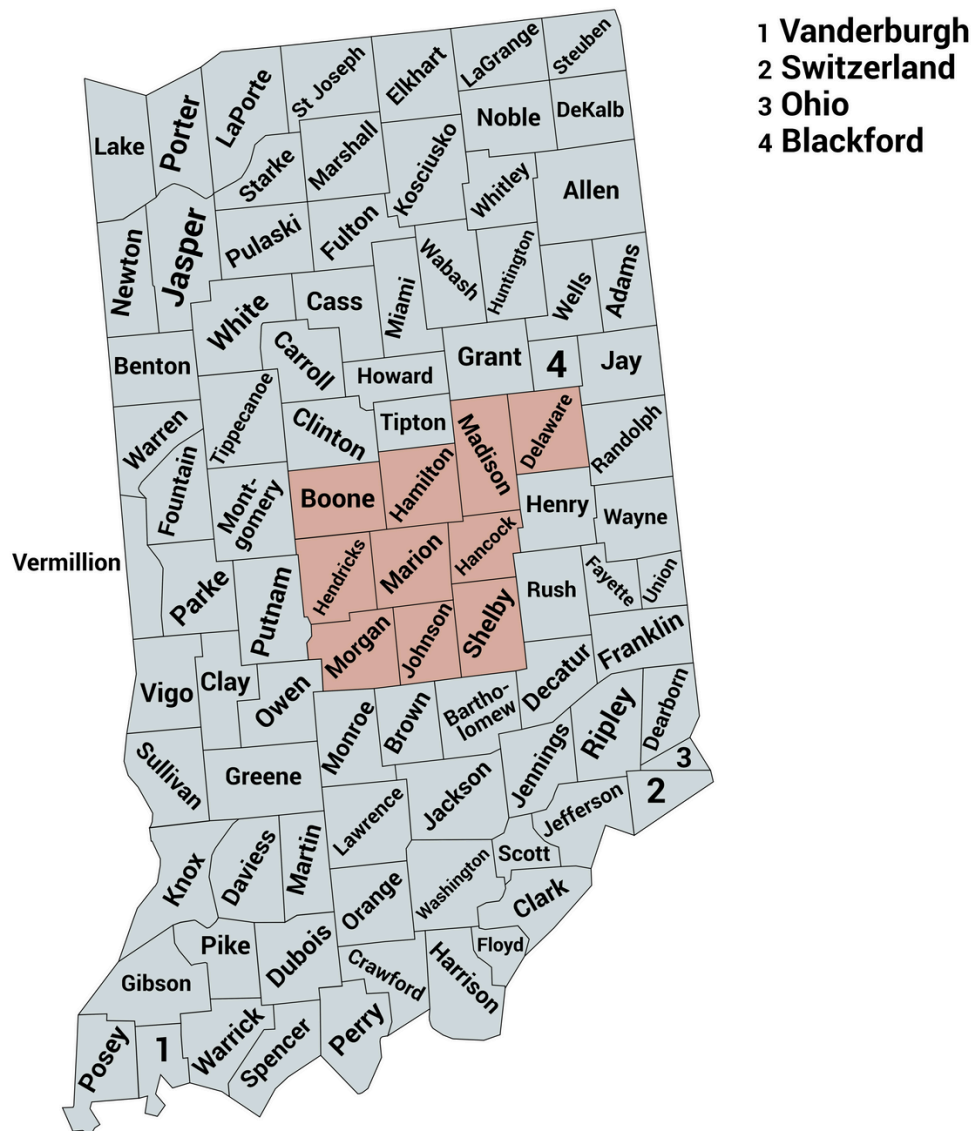 1 Vanderburgh
2 Switzerland
3 Ohio
4 Blackford
Lake
Porter
LaPorte
St Joseph
Elkhart
LaGrange
Steuben
Noble
DeKalb
Starke
Marshall
Kosciusko
Whitley
Allen
Newton
Jasper
Pulaski
Fulton
Wabash
Huntington
Wells
Adams
White
Cass
Miami
Benton
Carroll
Howard
Grant
4
Jay
Warren
Tippecanoe
Clinton
Tipton
Madison
Delaware
Randolph
Fountain
Mont-
gomery
Boone
Hamilton
Henry
Wayne
Vermillion
Parke
Putnam
Hendricks
Marion
Hancock
Rush
Fayette
Union
Vigo
Clay
Owen
Morgan
Johnson
Shelby
Decatur
Franklin
Sullivan
Greene
Monroe
Brown
Bartho-
lomew
Jennings
Ripley
Dearborn
3
2
Knox
Daviess
Martin
Lawrence
Jackson
Jefferson
Scott
Orange
Washington
Clark
Gibson
Pike
Dubois
Crawford
Harrison
Floyd
Posey
1
Warrick
Spencer
Perry